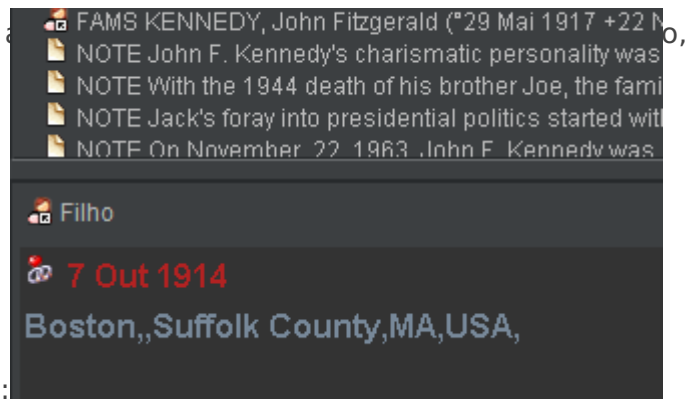 FAMS KENNEDY, John Fitzgerald (*29 Mai 1917 +22 N o,
NOTE John F. Kennedy's charismatic personality was
NOTE With the 1944 death of his brother Joe, the fami
NOTE Jack's foray into presidential politics started wit
NOTE On November, 22, 1963, John F. Kennedy was
Filho
7 Out 1914
Boston,,Suffolk County,MA,USA,
: